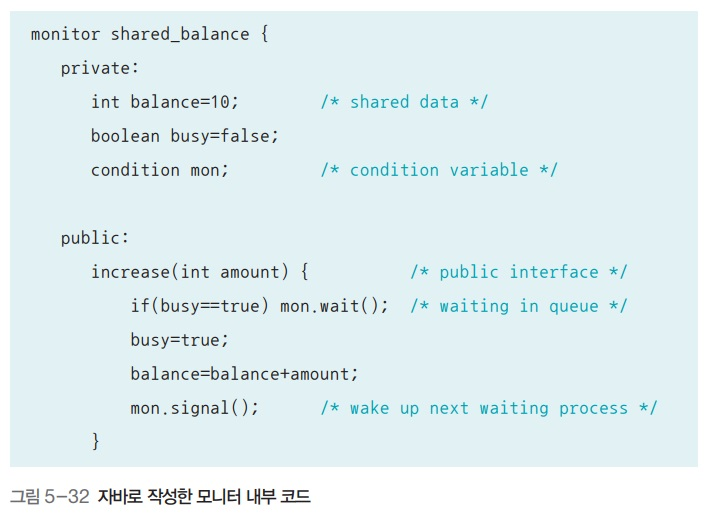 monitor shared_balance {
private:
int balance=10; /* shared data */
boolean busy=false;
condition mon; /* condition variable */
public:
increase(int amount) { /* public interface */
if(busy==true) mon.wait(); /* waiting in queue */
busy=true;
balance=balance+amount;
mon.signal(); /* wake up next waiting process */
}
그림 5-32 자바로 작성한 모니터 내부 코드